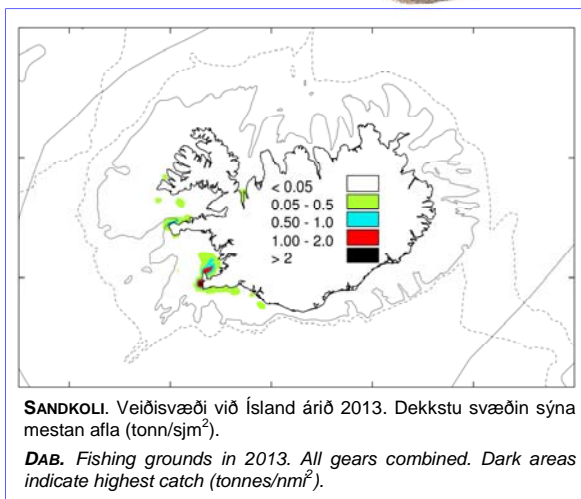 < 0.05
0.05 - 0.5
0.50 - 1.0
1.00 - 2.0
> 2
SANDKOLI. Veiðisvæði við Ísland árið 2013. Dekkstu svæðin sýna
mestan afla (tonn/sjm²).
DAB. Fishing grounds in 2013. All gears combined. Dark areas
indicate highest catch (tonnes/nmi²).